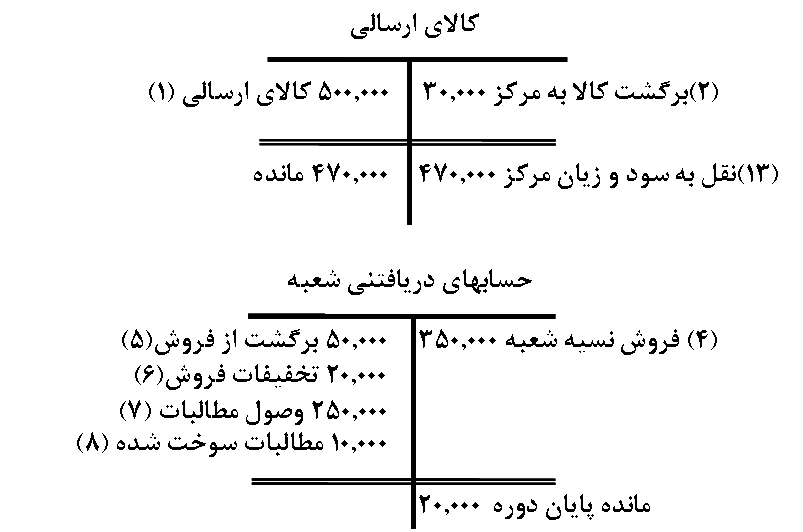 کالای ارسالی
(۲)برگشت کالا به مرکز ۳۰,۰۰۰ ۵۰۰,۰۰۰ کالای ارسالی (۱)
(۱۳)نقل به سود و زیان مرکز ۴۷۰,۰۰۰ ۴۷۰,۰۰۰ مانده
حسابهای دریافتنی شعبه
(۴) فروش نسیه شعبه ۳۵۰,۰۰۰ ۵۰,۰۰۰ برگشت از فروش(۵)
۲۰,۰۰۰ تخفیفات فروش(۶)
۲۵۰,۰۰۰ وصول مطالبات (۷)
۱۰,۰۰۰ مطالبات سوخت شده (۸)
مانده پایان دوره ۲۰,۰۰۰